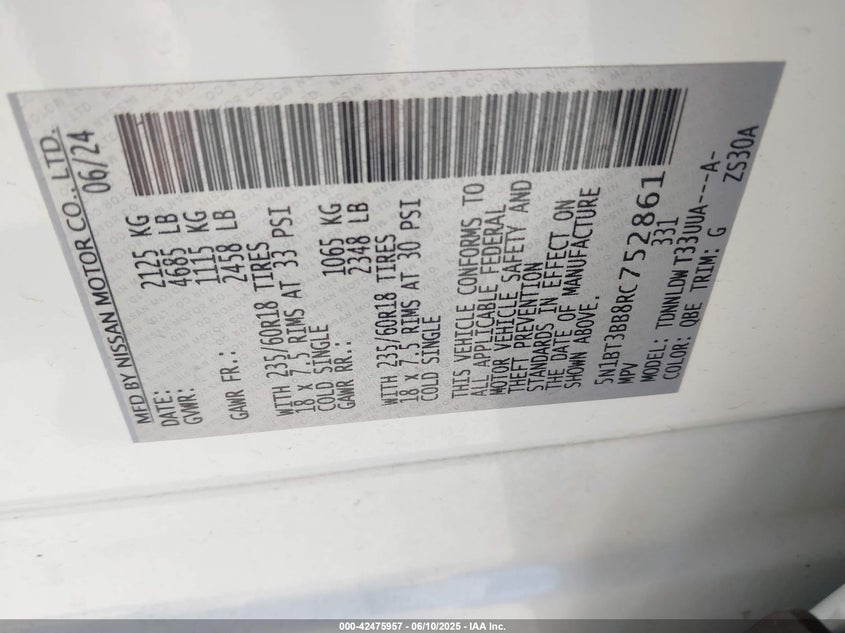 MFD BY NISSAN MOTOR CO., LTD.
DATE: 06/24
GVWR: 2125 KG
4685 LB
GAWR FR.: 1115 KG
2458 LB
WITH 235/60R18 TIRES
18 x 7.5 RIMS AT 33 PSI
COLD SINGLE
GAWR RR.: 1065 KG
2348 LB
WITH 235/60R18 TIRES
18 x 7.5 RIMS AT 30 PSI
COLD SINGLE
THIS VEHICLE CONFORMS TO
ALL APPLICABLE FEDERAL
MOTOR VEHICLE SAFETY AND
THEFT PREVENTION
STANDARDS IN EFFECT ON
THE DATE OF MANUFACTURE
SHOWN ABOVE.
5N1BT3BB8RC752861
MPV 331
MODEL: TDNNLDW T33UUA----A-
COLOR: QBE TRIM: G ZS30A
000-42475957 - 06/10/2025 - IAA Inc.